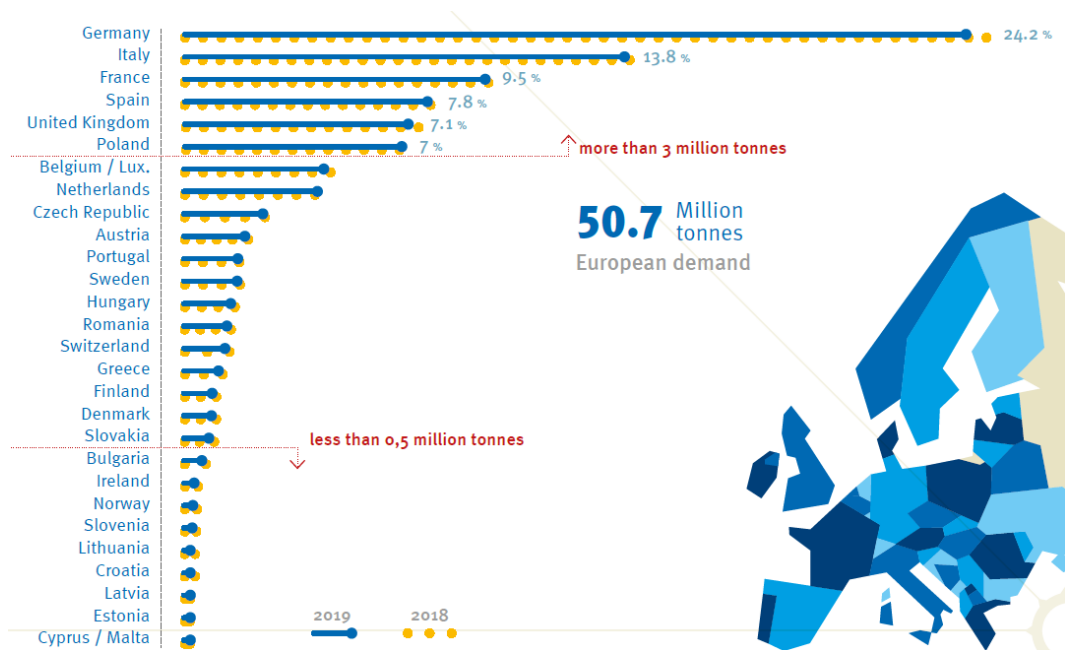 Germany 24.2 %
Italy 13.8 %
France 9.5 %
Spain 7.8 %
United Kingdom 7.1 %
Poland 7 %
more than 3 million tonnes
Belgium / Lux.
Netherlands
Czech Republic
Austria
Portugal
Sweden
Hungary
Romania
Switzerland
Greece
Finland
Denmark
Slovakia
less than 0,5 million tonnes
Bulgaria
Ireland
Norway
Slovenia
Lithuania
Croatia
Latvia
Estonia
Cyprus / Malta
50.7 Million
tonnes
European demand
2019 2018